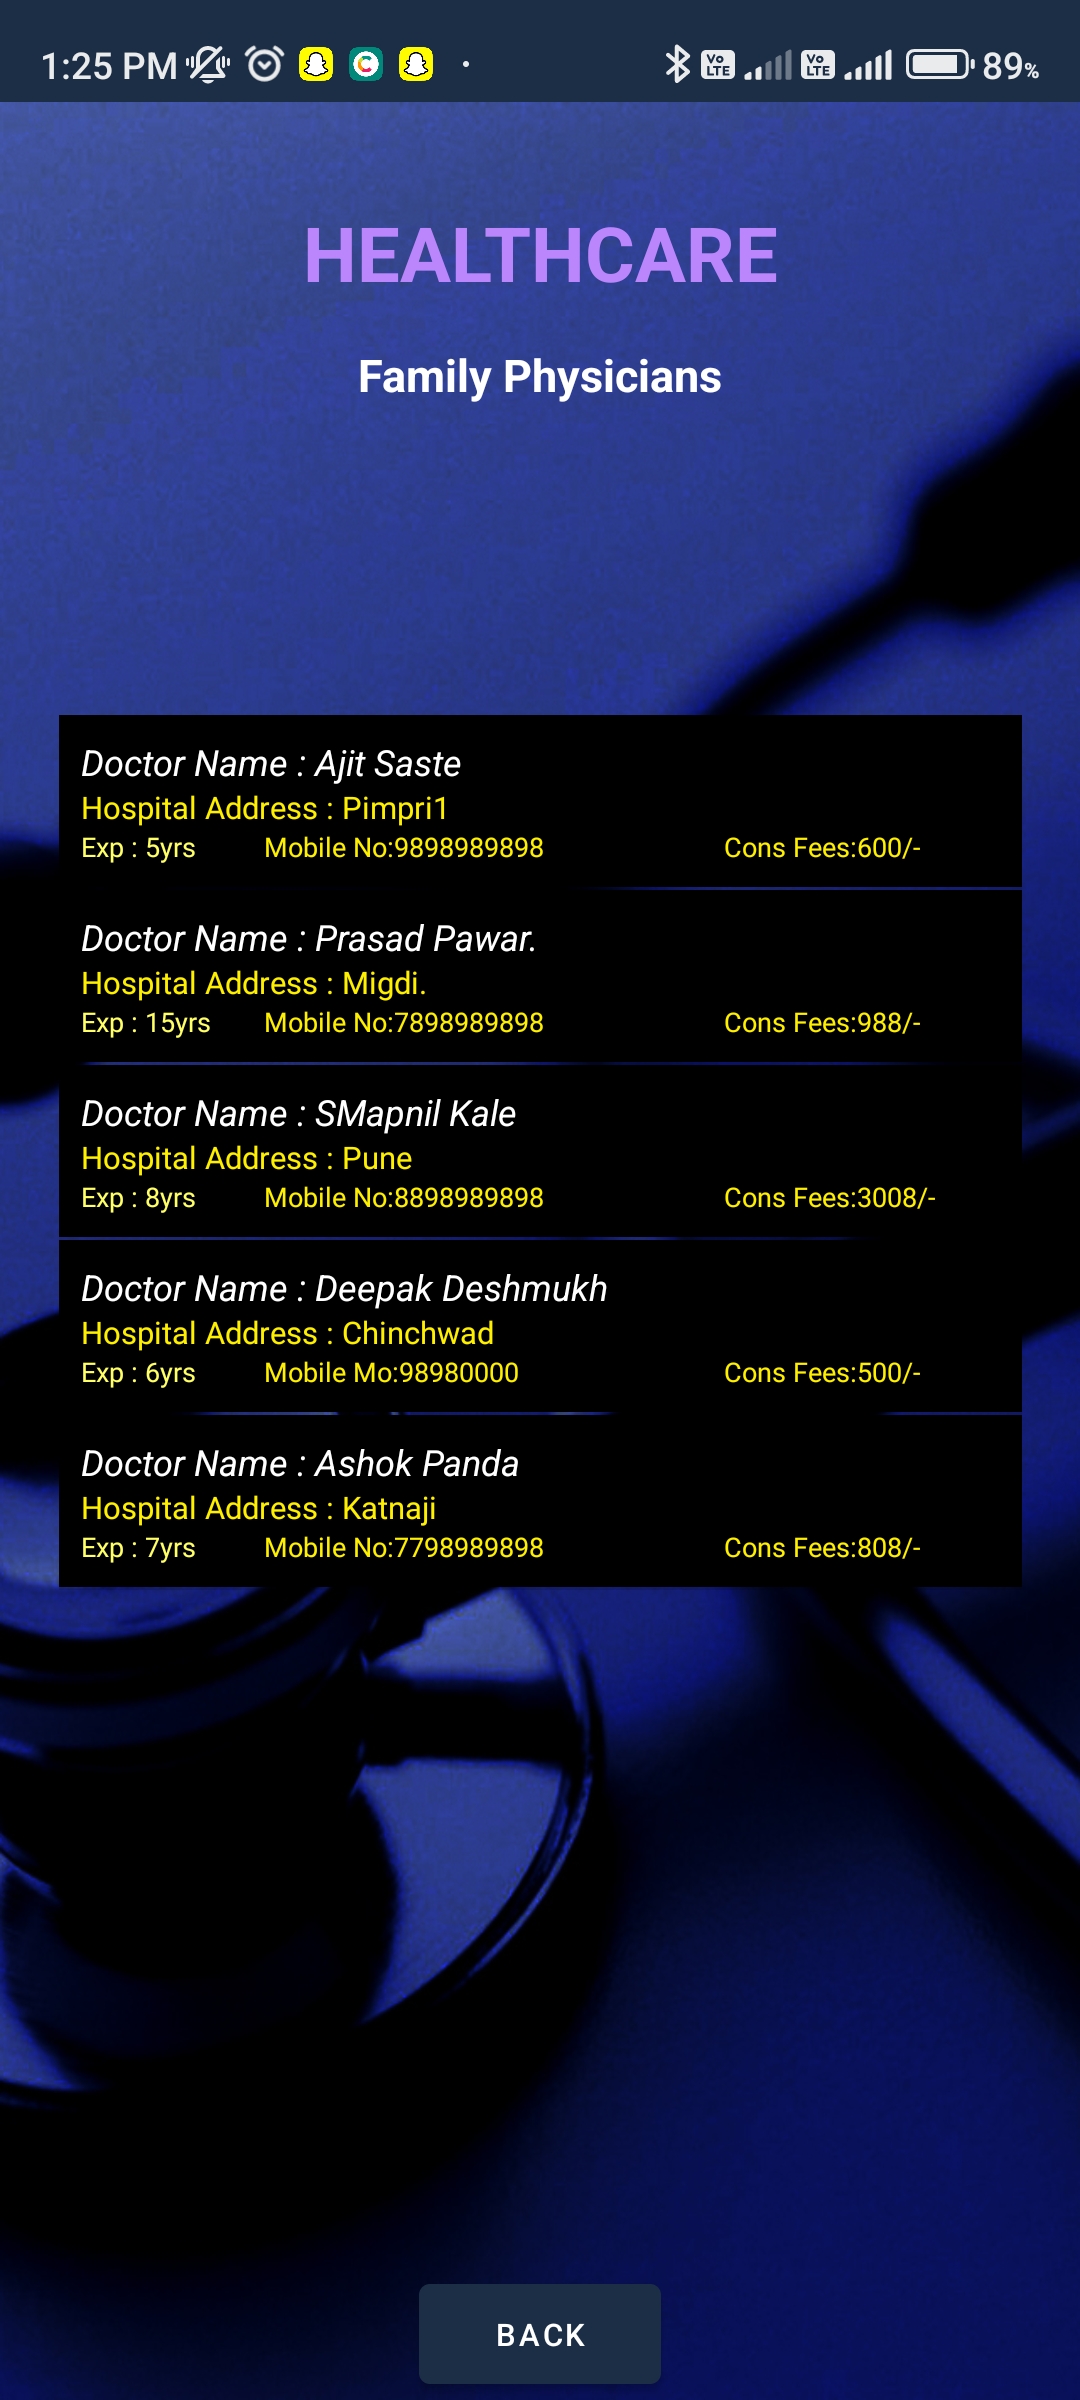 1:25 PM
Vo LTE Vo LTE 89%
HEALTHCARE
Family Physicians
Doctor Name : Ajit Saste
Hospital Address : Pimpri1
Exp : 5yrs Mobile No:9898989898 Cons Fees:600/-
Doctor Name : Prasad Pawar.
Hospital Address : Migdi.
Exp : 15yrs Mobile No:7898989898 Cons Fees:988/-
Doctor Name : SMapnil Kale
Hospital Address : Pune
Exp : 8yrs Mobile No:8898989898 Cons Fees:3008/-
Doctor Name : Deepak Deshmukh
Hospital Address : Chinchwad
Exp : 6yrs Mobile Mo:98980000 Cons Fees:500/-
Doctor Name : Ashok Panda
Hospital Address : Katnaji
Exp : 7yrs Mobile No:7798989898 Cons Fees:808/-
BACK